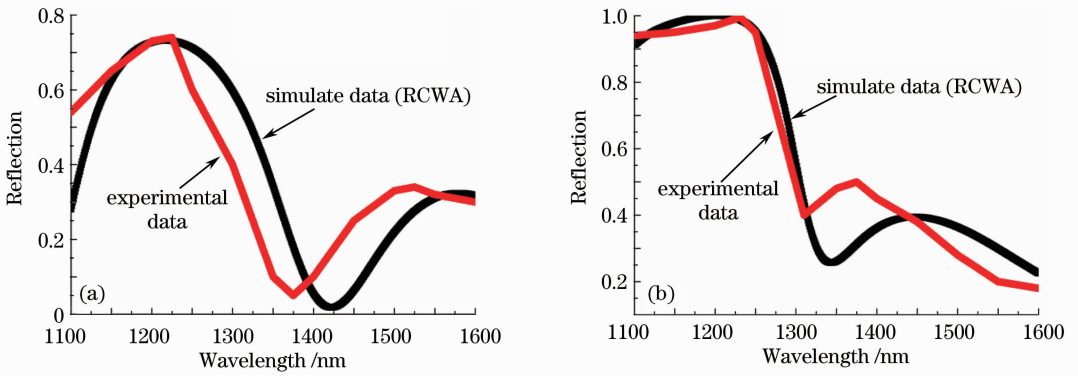 0.8
0.6
0.4
0.2
0
Reflection
simulate data (RCWA)
experimental
data
(a)
1100 1200 1300 1400 1500 1600
Wavelength /nm
1.0
0.8
0.6
0.4
0.2
Reflection
simulate data (RCWA)
experimental
data
(b)
1100 1200 1300 1400 1500 1600
Wavelength /nm